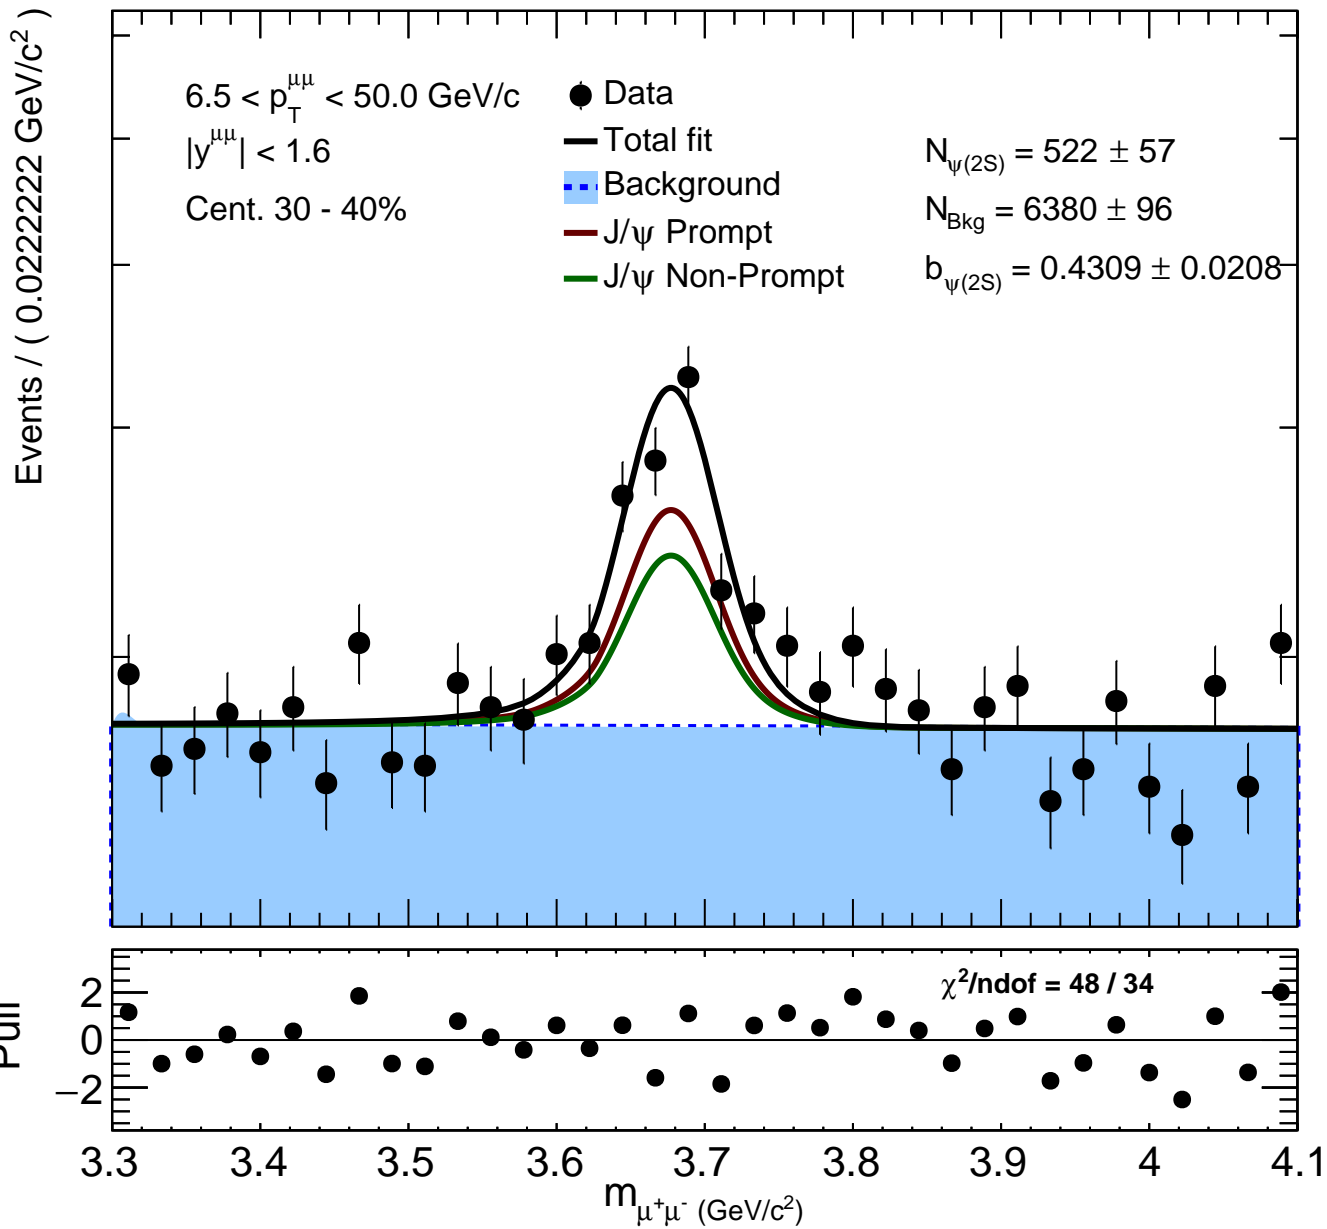 Events / ( 0.0222222 GeV/c²)
6.5 < p_T^μμ < 50.0 GeV/c
|y^μμ| < 1.6
Cent. 30 - 40%
Data
Total fit
Background
J/ψ Prompt
J/ψ Non-Prompt
N_ψ(2S) = 522 ± 57
N_Bkg = 6380 ± 96
b_ψ(2S) = 0.4309 ± 0.0208
Pull
2
0
−2
χ²/ndof = 48 / 34
3.3 3.4 3.5 3.6 3.7 3.8 3.9 4 4.1
m_μ⁺μ⁻ (GeV/c²)